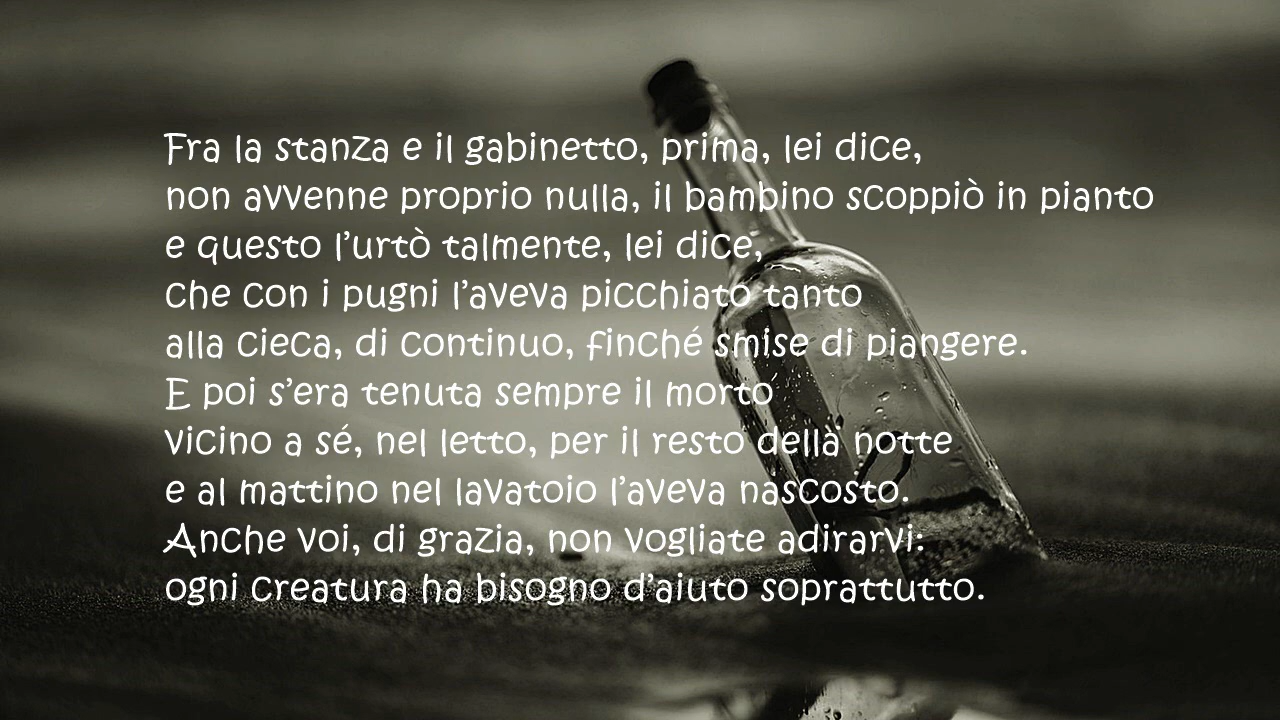 Fra la stanza e il gabinetto, prima, lei dice,
non avvenne proprio nulla, il bambino scoppiò in pianto
e questo l’urtò talmente, lei dice,
che con i pugni l’aveva picchiato tanto
alla cieca, di continuo, finché smise di piangere.
E poi s’era tenuta sempre il morto
vicino a sé, nel letto, per il resto della notte
e al mattino nel lavatoio l’aveva nascosto.
Anche voi, di grazia, non vogliate adirarvi:
ogni creatura ha bisogno d’aiuto soprattutto.